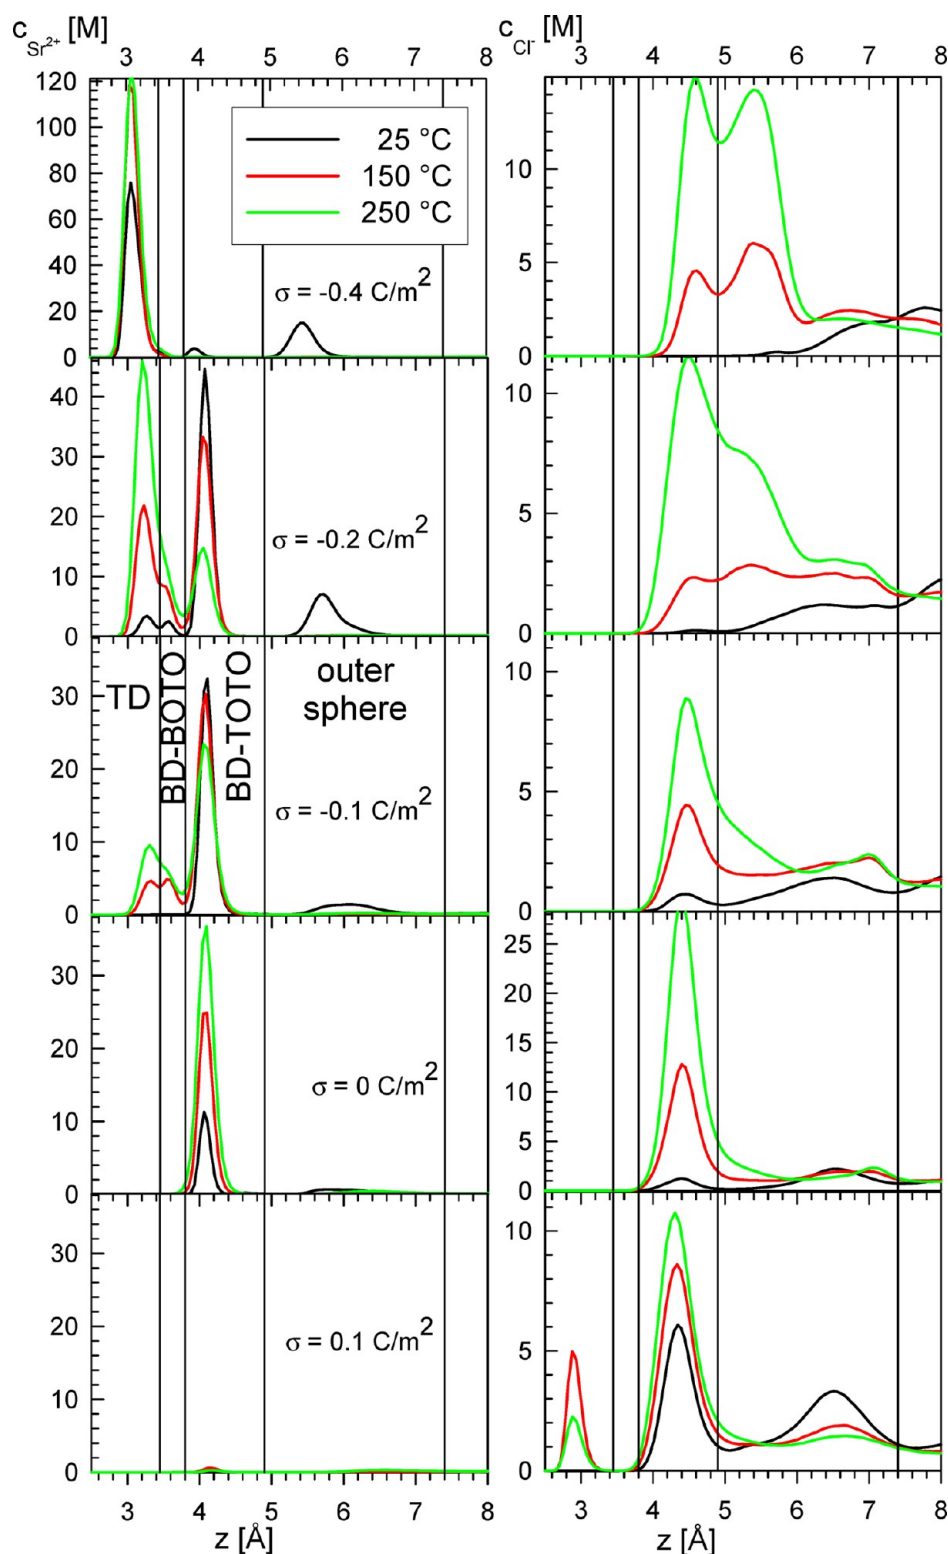 c_Sr²⁺ [M]
c_Cl⁻ [M]
3 4 5 6 7 8
3 4 5 6 7 8
120
100
80
60
40
20
0
25 °C
150 °C
250 °C
σ = -0.4 C/m²
10
5
0
40
30
20
10
0
σ = -0.2 C/m²
10
5
0
30
20
10
0
TD
BD-BOTO
BD-TOTO
outer
sphere
σ = -0.1 C/m²
10
5
0
30
20
10
0
σ = 0 C/m²
25
20
15
10
5
0
30
20
10
0
σ = 0.1 C/m²
10
5
0
3 4 5 6 7 8
z [Å]
3 4 5 6 7 8
z [Å]